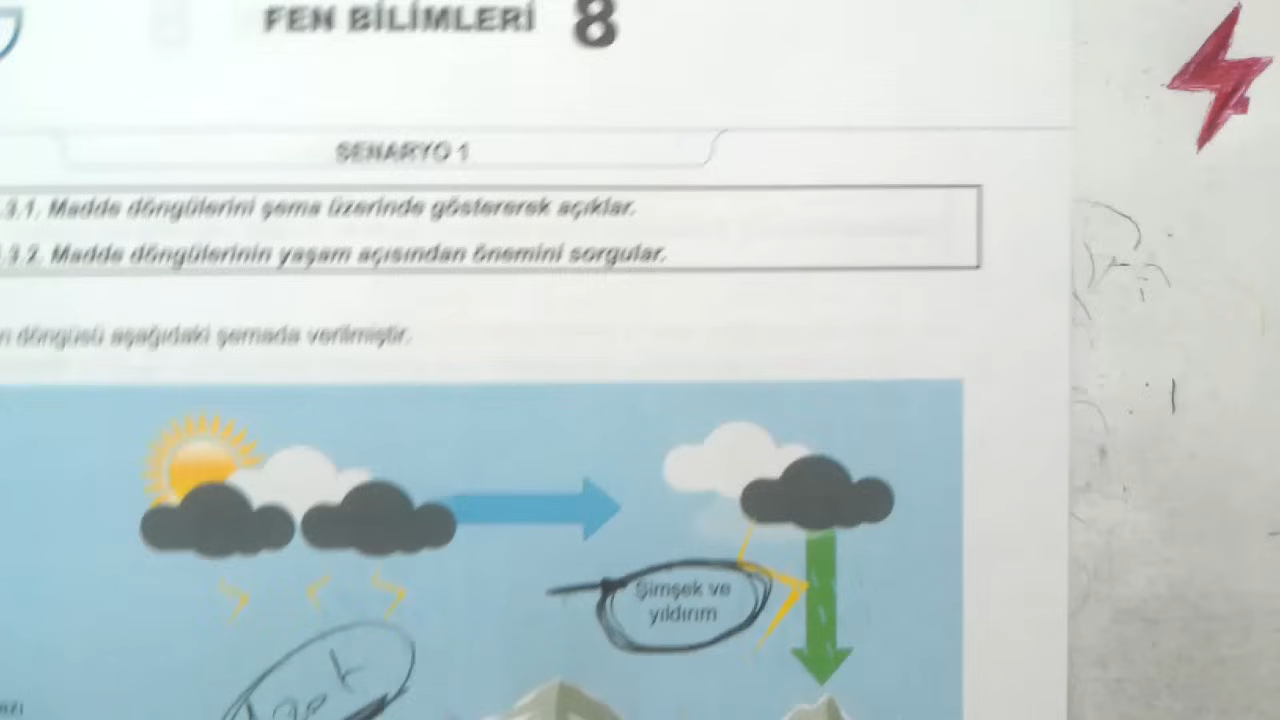 FEN BİLİMLERİ 8
SENARYO 1
.3.1. Madde döngülerini şema üzerinde göstererek açıklar.
.3.2. Madde döngülerinin yaşam açısından önemini sorgular.
döngüsü aşağıdaki şemada verilmiştir.
Şimşek ve
yıldırım